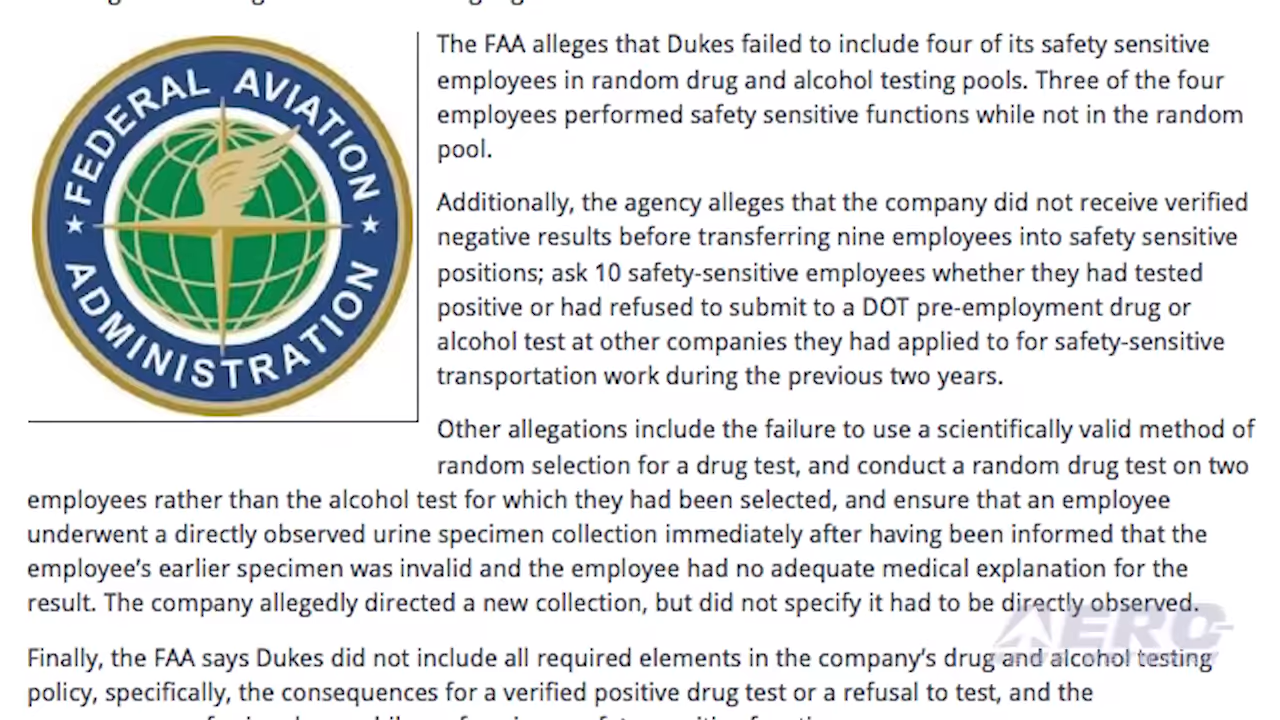 The FAA alleges that Dukes failed to include four of its safety sensitive
employees in random drug and alcohol testing pools. Three of the four
employees performed safety sensitive functions while not in the random
pool.
FEDERAL AVIATION
ADMINISTRATION
Additionally, the agency alleges that the company did not receive verified
negative results before transferring nine employees into safety sensitive
positions; ask 10 safety-sensitive employees whether they had tested
positive or had refused to submit to a DOT pre-employment drug or
alcohol test at other companies they had applied to for safety-sensitive
transportation work during the previous two years.
Other allegations include the failure to use a scientifically valid method of
random selection for a drug test, and conduct a random drug test on two
employees rather than the alcohol test for which they had been selected, and ensure that an employee
underwent a directly observed urine specimen collection immediately after having been informed that the
employee's earlier specimen was invalid and the employee had no adequate medical explanation for the
result. The company allegedly directed a new collection, but did not specify it had to be directly observed.
AERO
Finally, the FAA says Dukes did not include all required elements in the company's drug and alcohol testing
policy, specifically, the consequences for a verified positive drug test or a refusal to test, and the